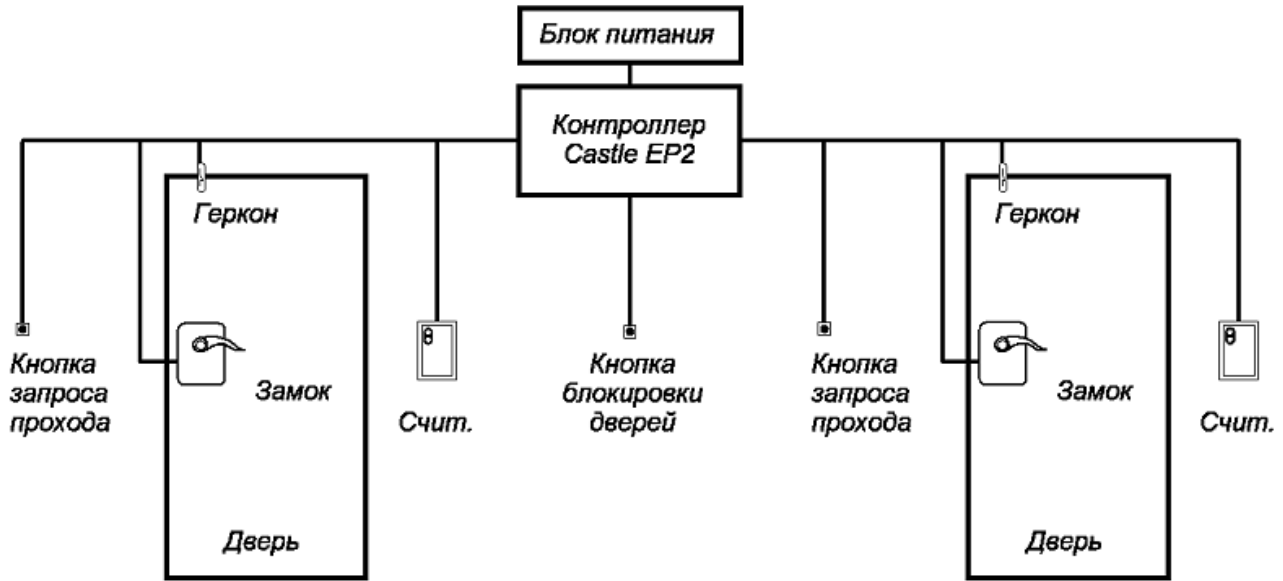 Блок питания
Контроллер
Castle EP2
Геркон
Геркон
Кнопка
запроса
прохода
Замок
Счит.
Кнопка
блокировки
дверей
Кнопка
запроса
прохода
Замок
Счит.
Дверь
Дверь